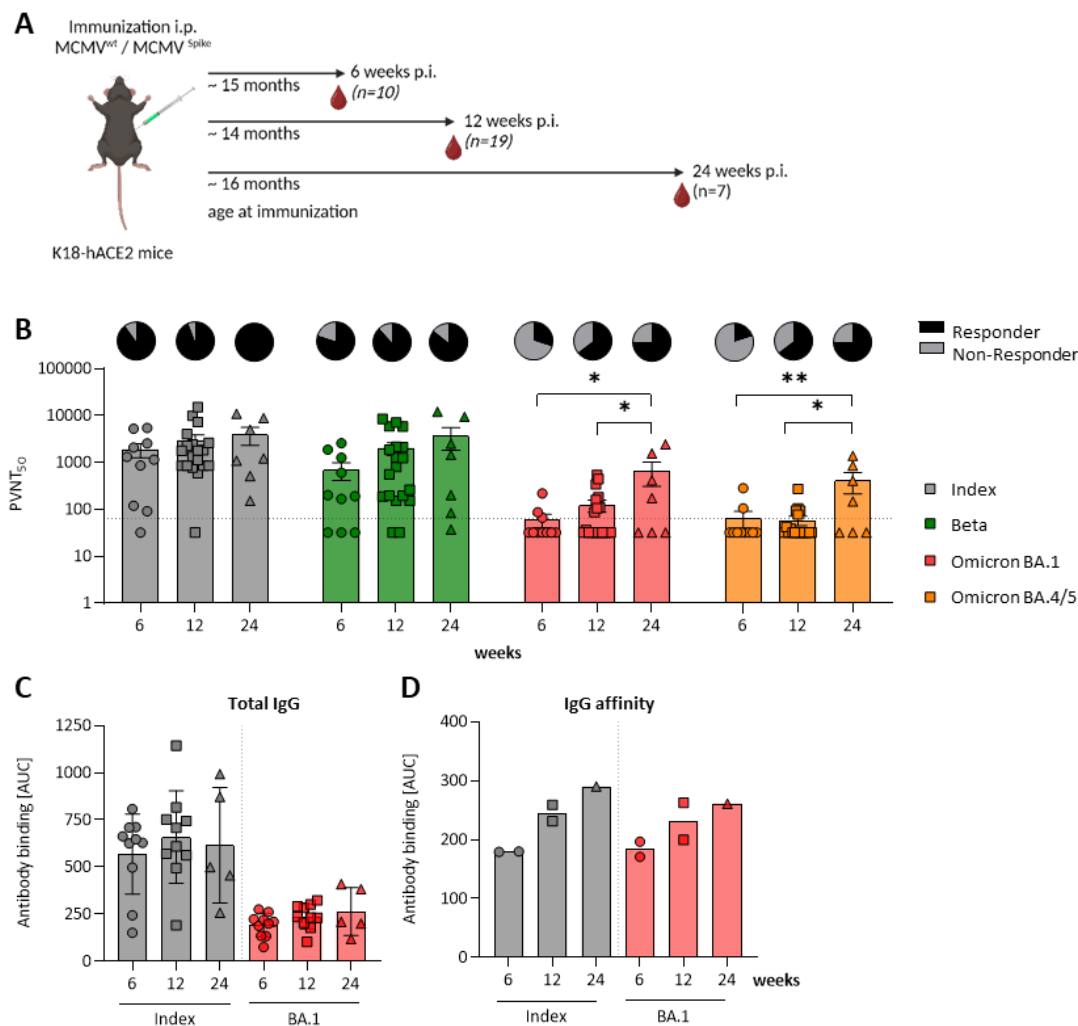 A
Immunization i.p.
MCMVwt / MCMV Spike
~ 15 months
6 weeks p.i.
(n=10)
~ 14 months
12 weeks p.i.
(n=19)
~ 16 months
24 weeks p.i.
(n=7)
age at immunization
K18-hACE2 mice
B
Responder
Non-Responder
PVNT50
100000
10000
1000
100
10
1
*
*
**
*
6 12 24 6 12 24 6 12 24 6 12 24
weeks
Index
Beta
Omicron BA.1
Omicron BA.4/5
C
Total IgG
Antibody binding [AUC]
1250
1000
750
500
250
0
6 12 24 6 12 24
Index BA.1
D
IgG affinity
Antibody binding [AUC]
400
300
200
100
0
6 12 24 6 12 24 weeks
Index BA.1